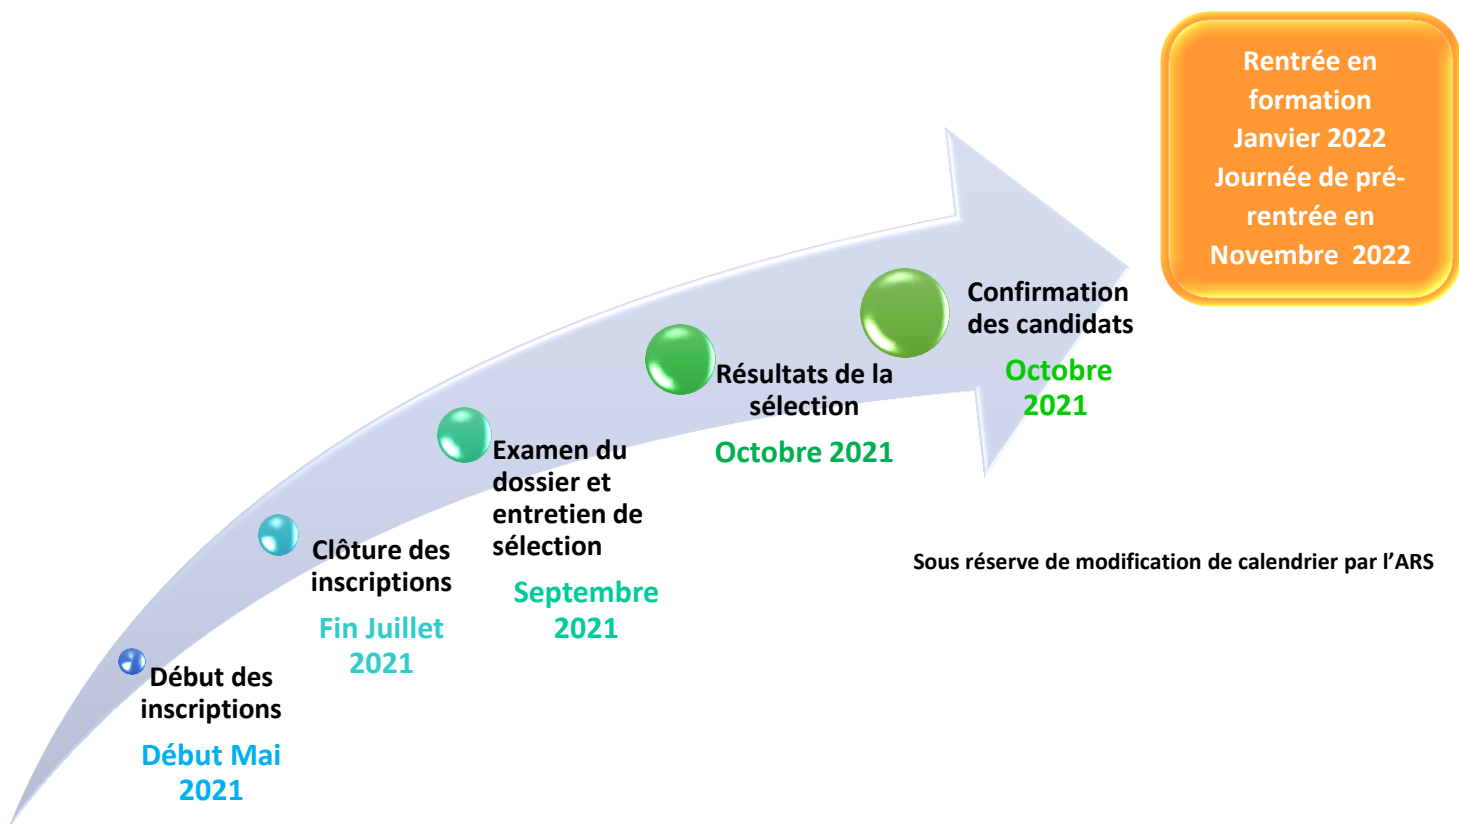 Début des
inscriptions
Début Mai
2021
Clôture des
inscriptions
Fin Juillet
2021
Examen du
dossier et
entretien de
sélection
Septembre
2021
Résultats de la
sélection
Octobre 2021
Confirmation
des candidats
Octobre
2021
Rentrée en
formation
Janvier 2022
Journée de pré-
rentrée en
Novembre  2022
Sous réserve de modification de calendrier par l’ARS